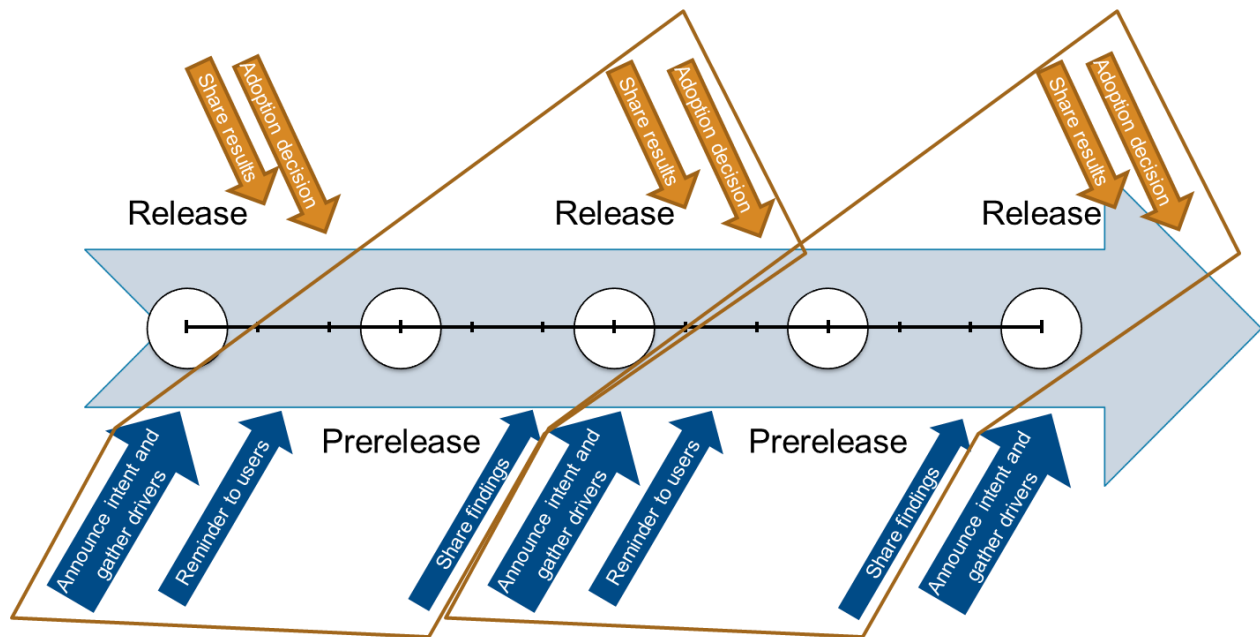 Share results
Adoption decision
Share results
Adoption decision
Share results
Adoption decision
Release
Release
Release
Prerelease
Prerelease
Announce intent and
gather drivers
Reminder to users
Share findings
Announce intent and
gather drivers
Reminder to users
Share findings
Announce intent and
gather drivers